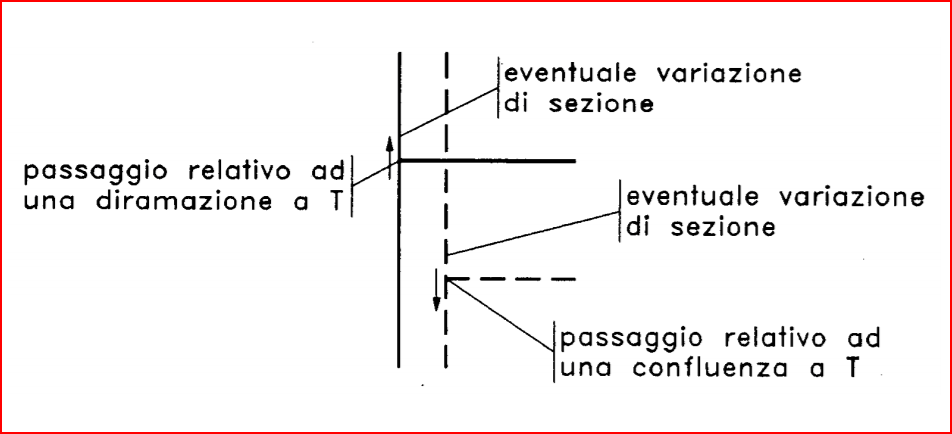 eventuale variazione
di sezione
passaggio relativo ad
una diramazione a T
eventuale variazione
di sezione
passaggio relativo ad
una confluenza a T